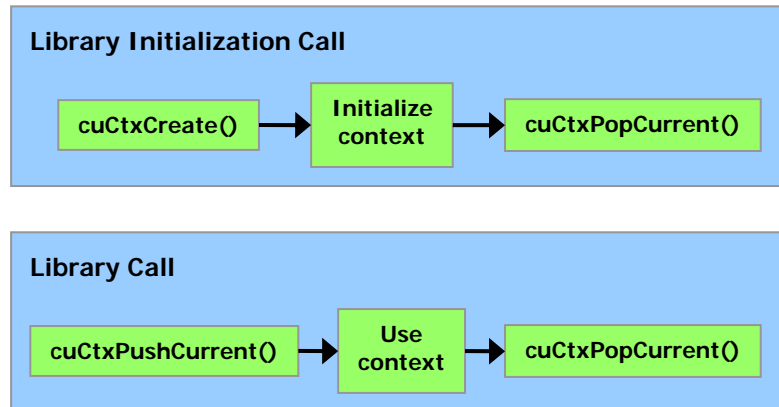 Library Initialization Call
cuCtxCreate()
Initialize
context
cuCtxPopCurrent()
Library Call
cuCtxPushCurrent()
Use
context
cuCtxPopCurrent()